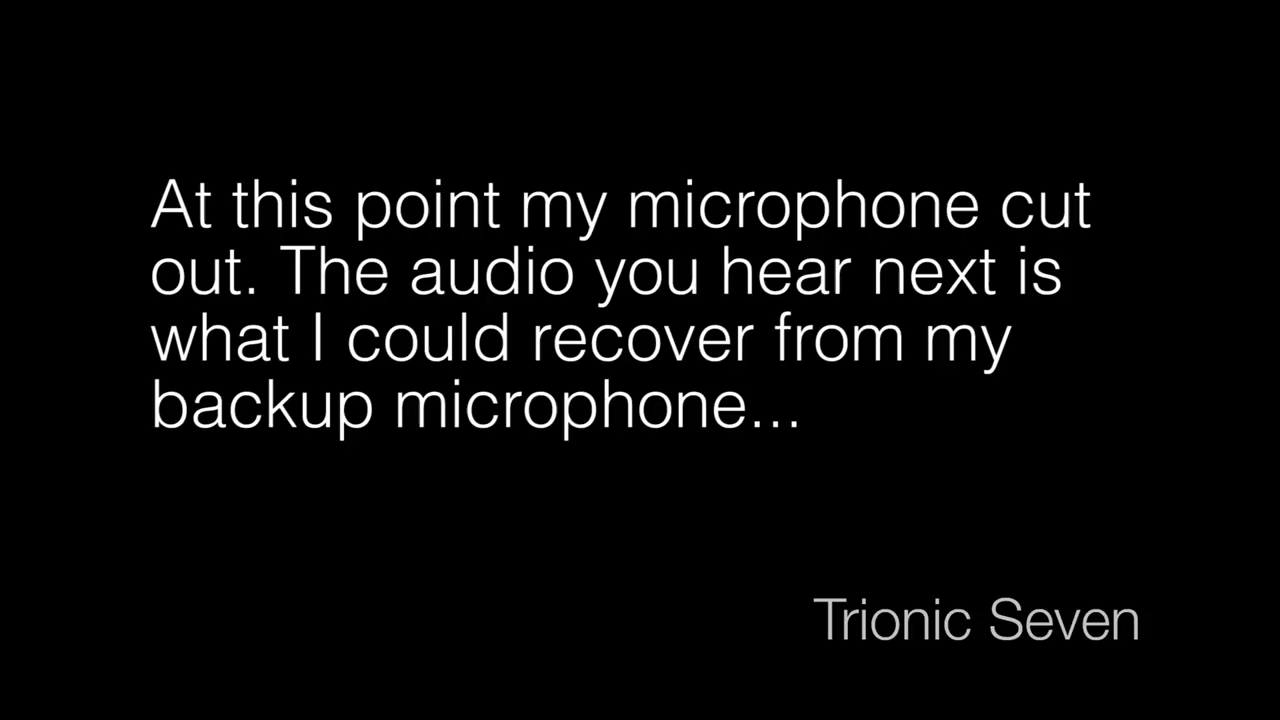 At this point my microphone cut
out. The audio you hear next is
what I could recover from my
backup microphone...
Trionic Seven